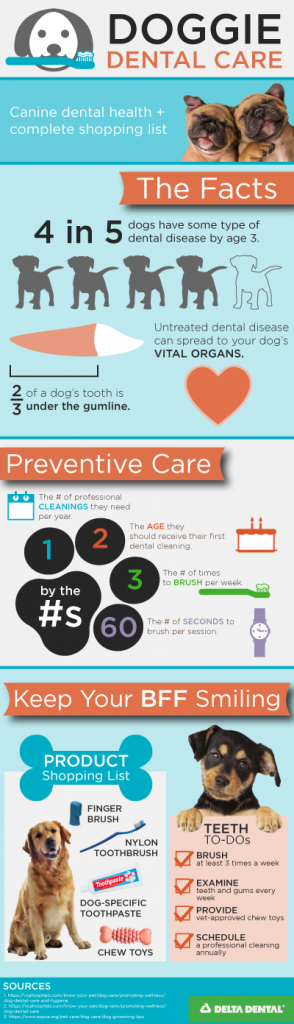 DOGGIE
DENTAL CARE
Canine dental health +
complete shopping list
The Facts
4 in 5 dogs have some type of
dental disease by age 3.
Untreated dental disease
can spread to your dog's
VITAL ORGANS.
2/3 of a dog's tooth is
under the gumline.
Preventive Care
The # of professional
CLEANINGS they need
per year.
1
2
The AGE they
should receive their first
dental cleaning.
3
The # of times
to BRUSH per week.
by the
#s
60
The # of SECONDS to
brush per session.
Keep Your BFF Smiling
PRODUCT
Shopping List
FINGER
BRUSH
NYLON
TOOTHBRUSH
Toothpaste
DOG-SPECIFIC
TOOTHPASTE
CHEW TOYS
TEETH
TO-DOs
BRUSH
at least 3 times a week
EXAMINE
teeth and gums every
week
PROVIDE
vet-approved chew toys
SCHEDULE
a professional cleaning
annually
SOURCES
DELTA DENTAL